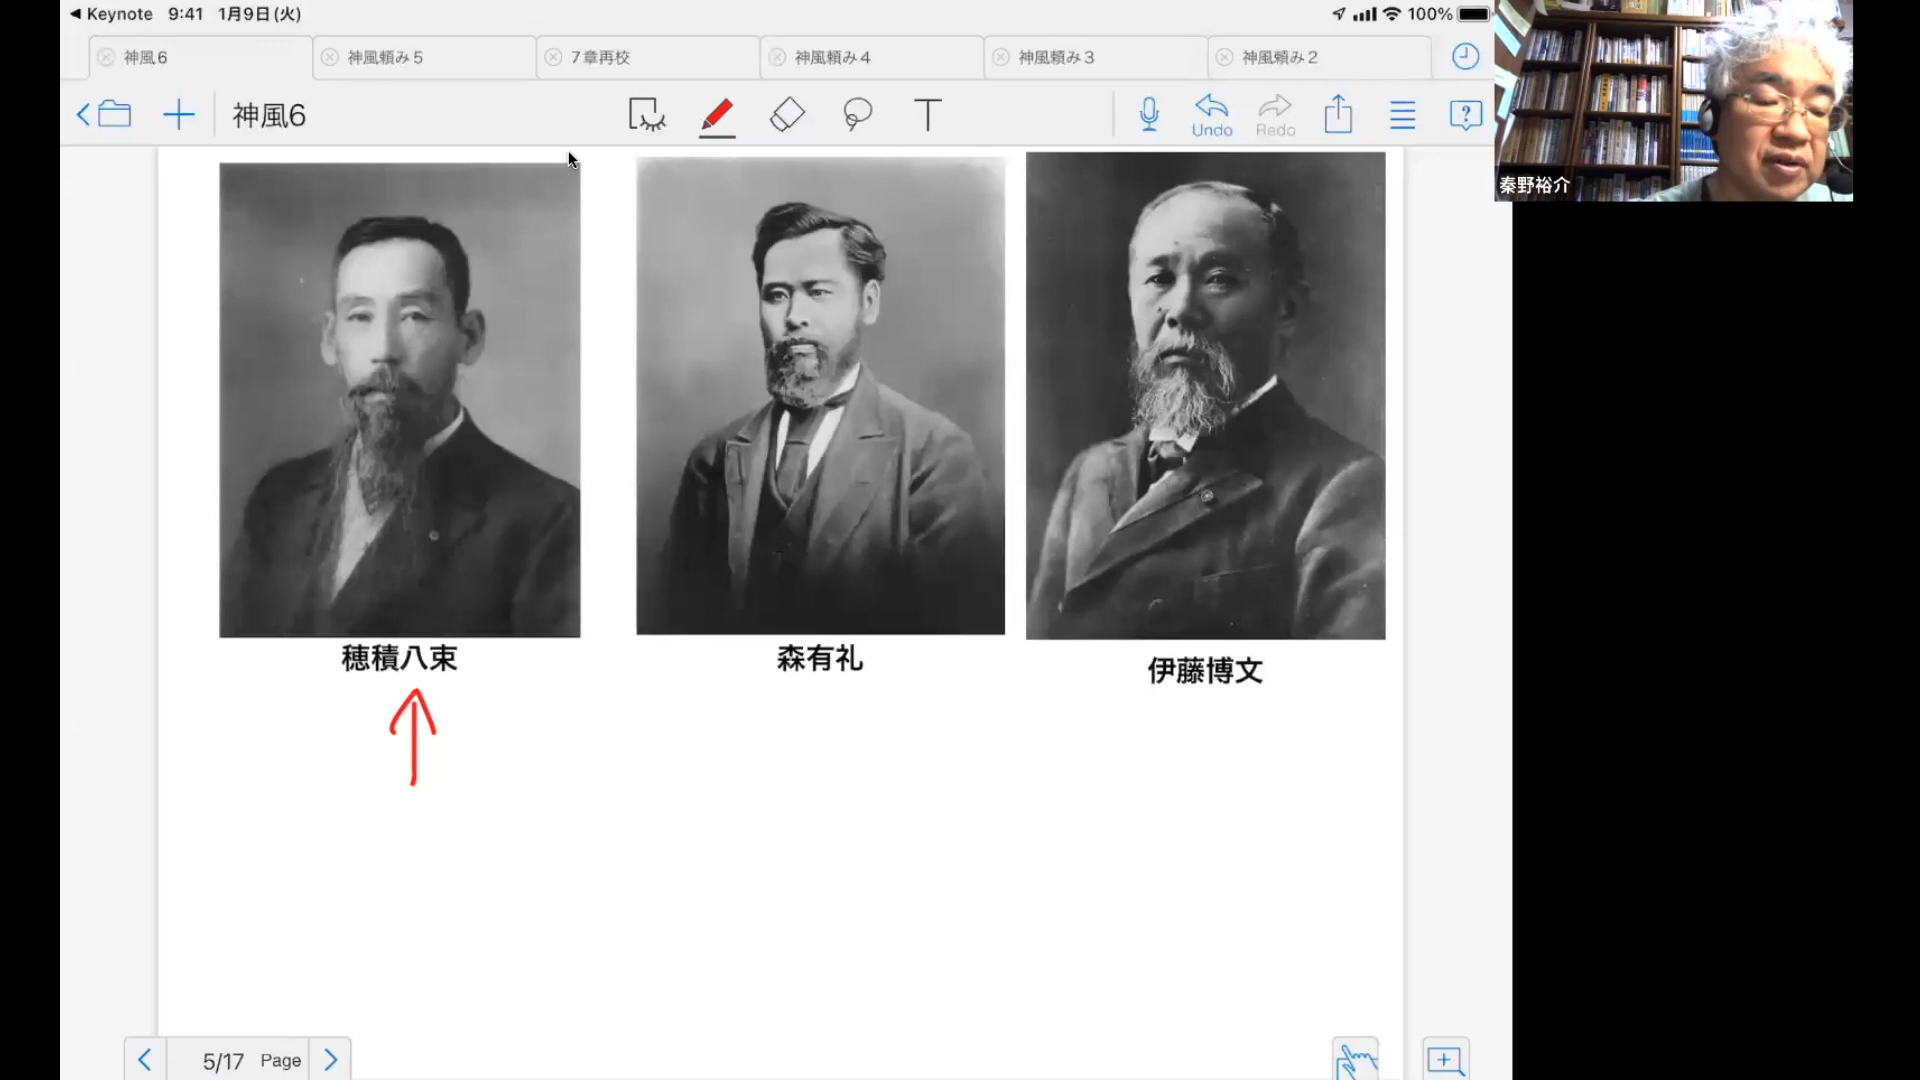 ◀ Keynote 9:41 1月9日(火) 100%
神風6 神風頼み5 7章再校 神風頼み4 神風頼み3 神風頼み2
神風6 T Undo Redo
秦野裕介
穂積八束 森有礼 伊藤博文
5/17 Page